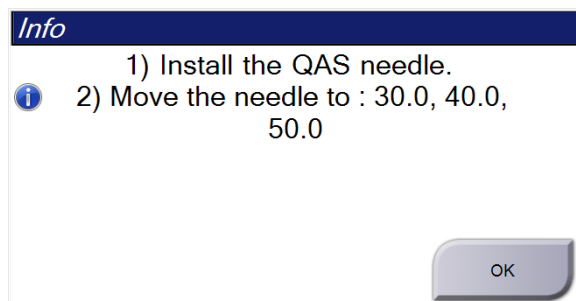 Info
1) Install the QAS needle.
2) Move the needle to : 30.0, 40.0,
50.0
OK